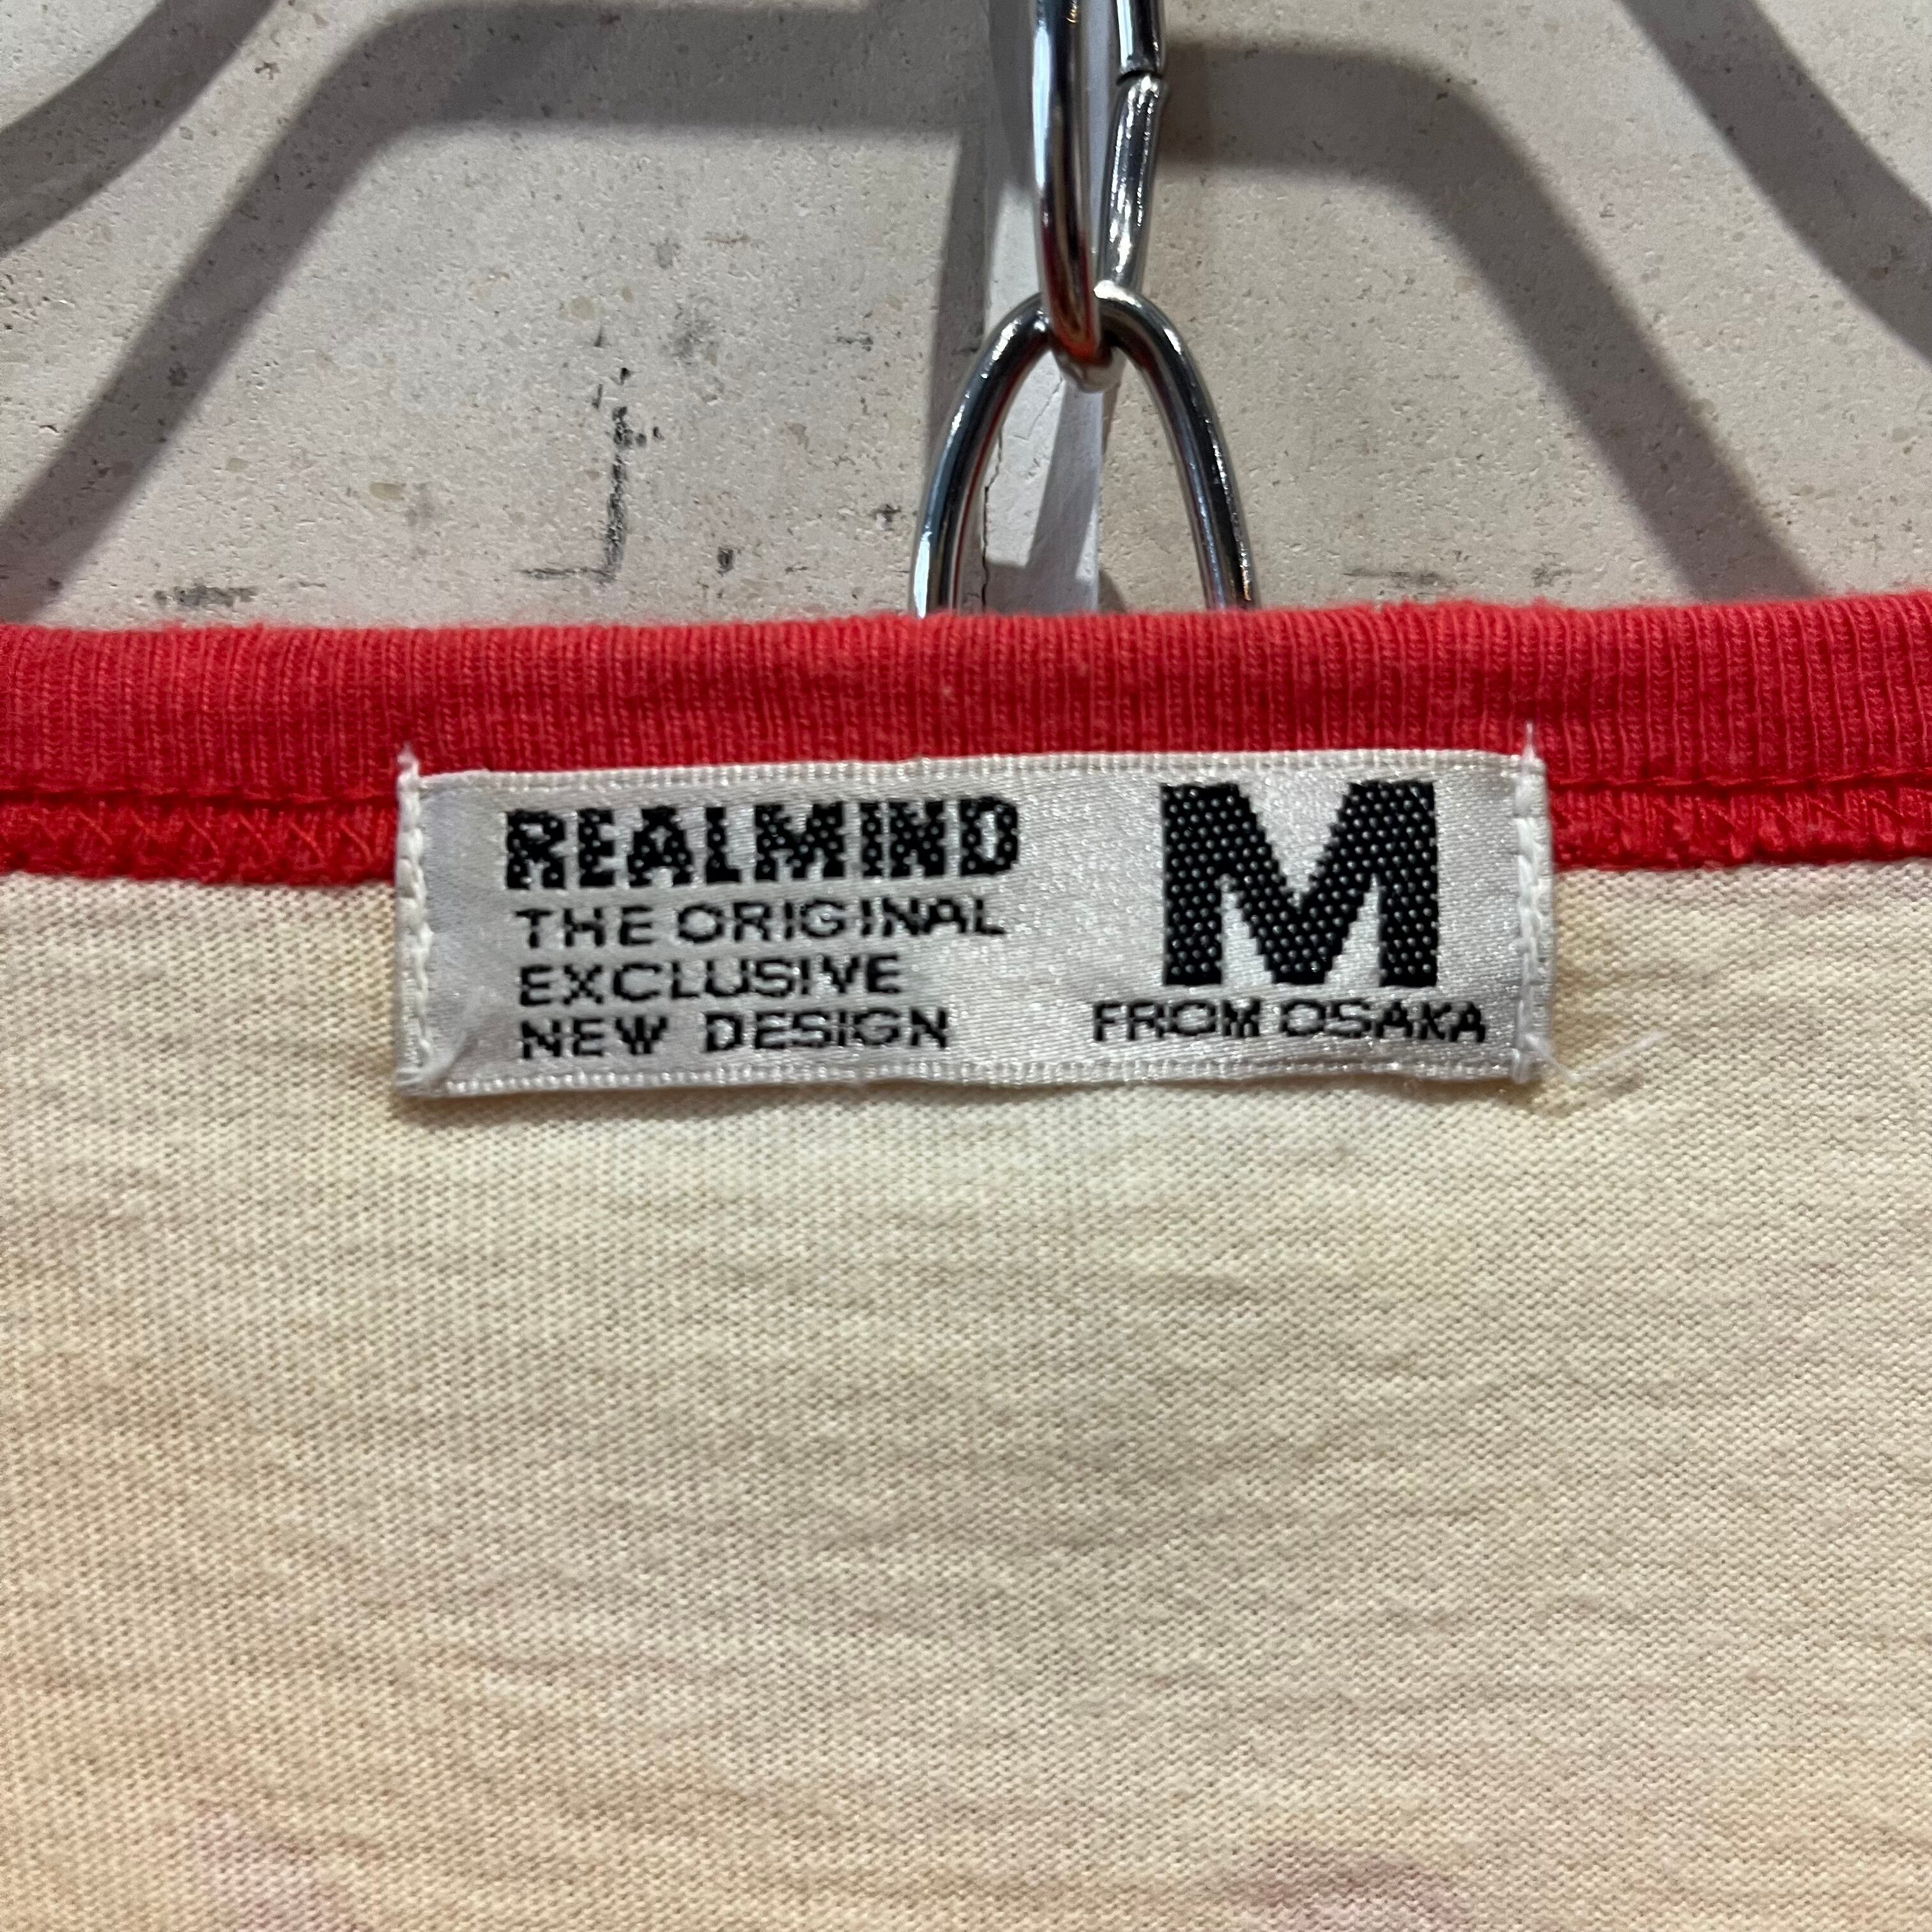 REALMIND
THE ORIGINAL
EXCLUSIVE
NEW DESIGN
M
FROM OSAKA